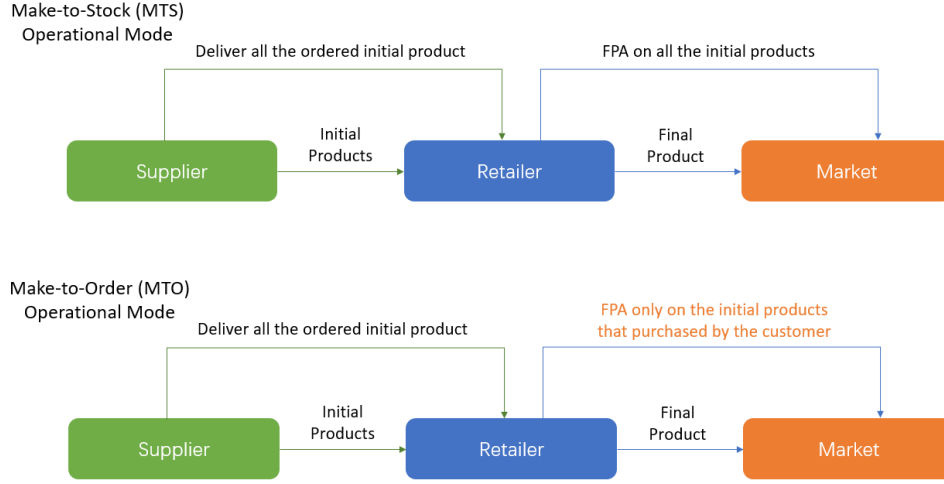 Make-to-Stock (MTS)
Operational Mode
Deliver all the ordered initial product
FPA on all the initial products
Initial
Products
Final
Product
Supplier
Retailer
Market
Make-to-Order (MTO)
Operational Mode
Deliver all the ordered initial product
FPA only on the initial products
that purchased by the customer
Initial
Products
Final
Product
Supplier
Retailer
Market